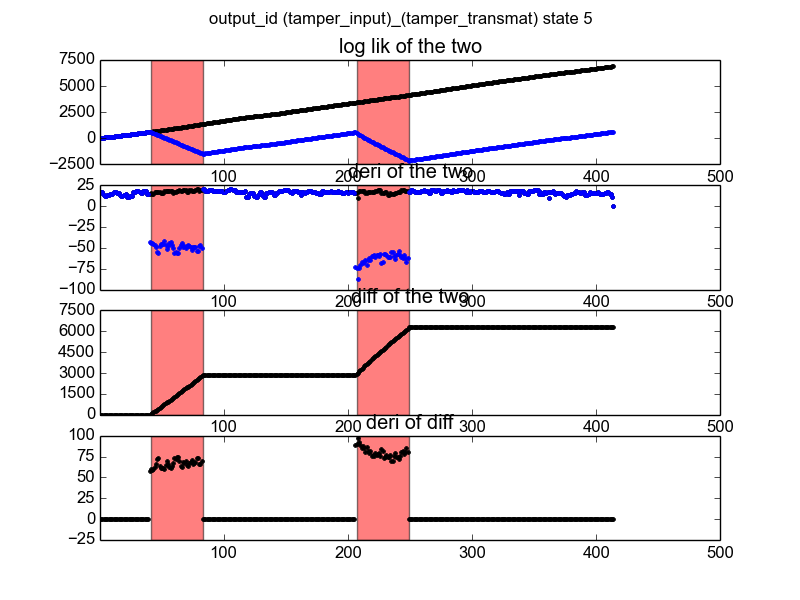 output_id (tamper_input)_(tamper_transmat) state 5
log lik of the two
7500
5000
2500
0
−2500
100 200 300 400 500
deri of the two
25
0
−25
−50
−75
−100
100 200 300 400 500
diff of the two
7500
6000
4500
3000
1500
0
100 200 300 400 500
deri of diff
100
75
50
25
0
−25
100 200 300 400 500